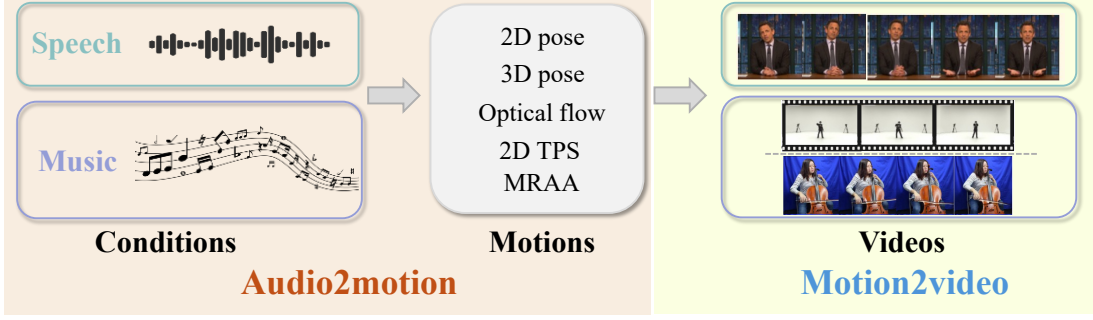 Speech
Music
Conditions
2D pose
3D pose
Optical flow
2D TPS
MRAA
Motions
Videos
Audio2motion
Motion2video